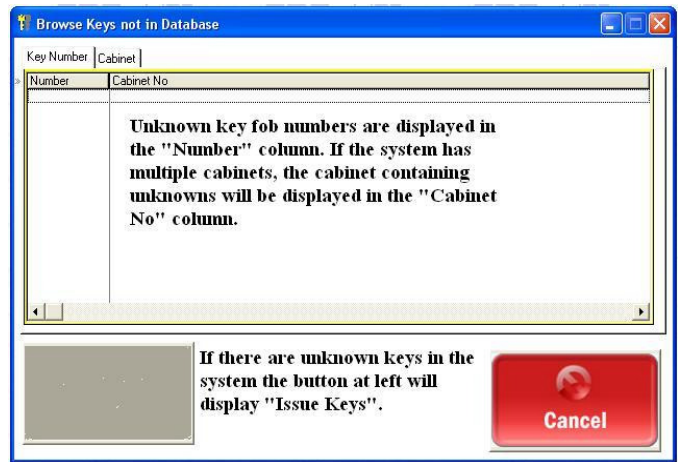 Browse Keys not in Database
Key Number Cabinet
Number Cabinet No
Unknown key fob numbers are displayed in
the "Number" column. If the system has
multiple cabinets, the cabinet containing
unknowns will be displayed in the "Cabinet
No" column.
If there are unknown keys in the
system the button at left will
display "Issue Keys".
Cancel